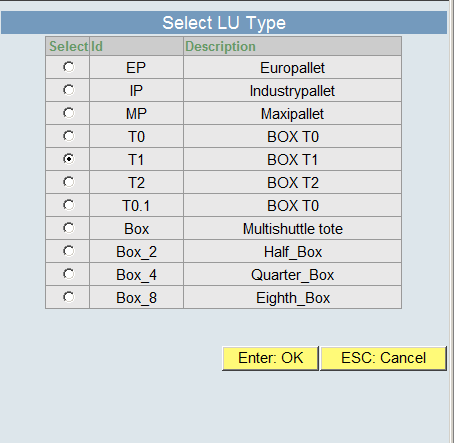 Select LU Type
Select Id Description
EP Europallet
IP Industrypallet
MP Maxipallet
T0 BOX T0
T1 BOX T1
T2 BOX T2
T0.1 BOX T0
Box Multishuttle tote
Box_2 Half_Box
Box_4 Quarter_Box
Box_8 Eighth_Box
Enter: OK ESC: Cancel